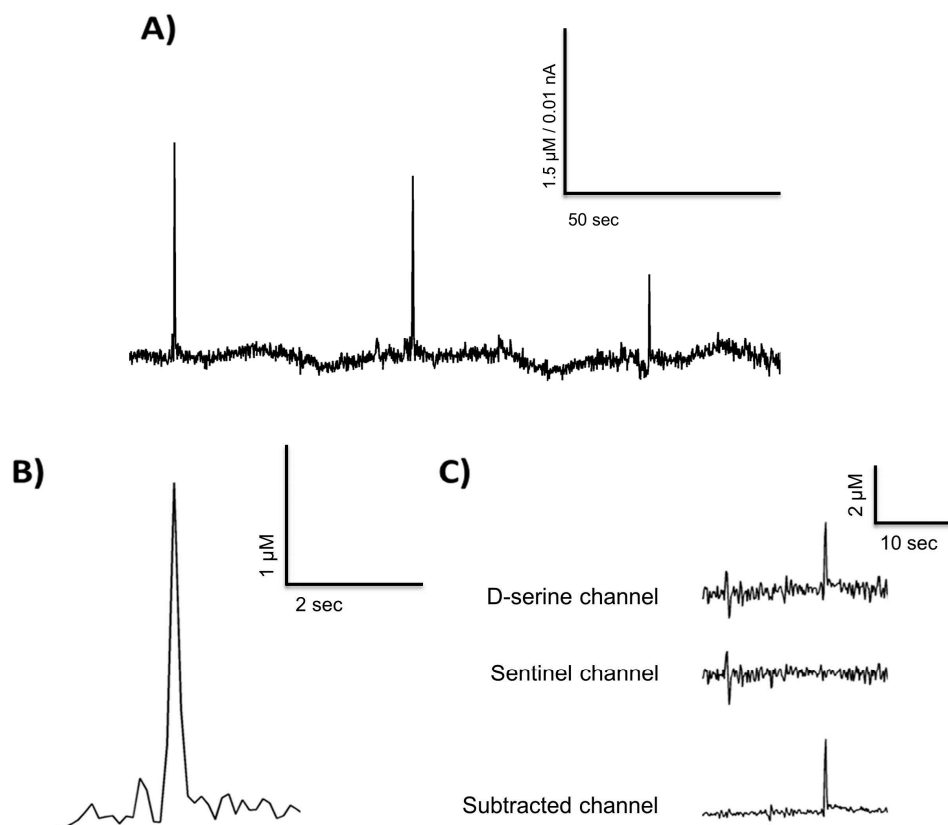 A)
1.5 µM / 0.01 nA
50 sec
B)
1 µM
2 sec
C)
2 µM
10 sec
D-serine channel
Sentinel channel
Subtracted channel